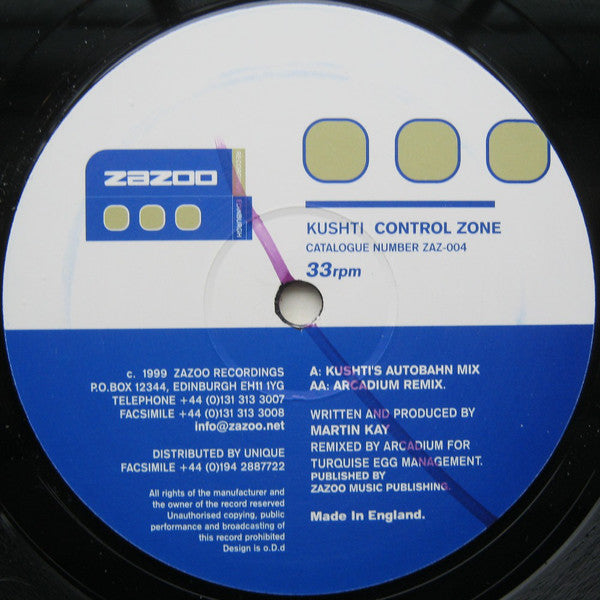 zazoo
RECORDINGS
EDINBURGH
KUSHTI CONTROL ZONE
CATALOGUE NUMBER ZAZ-004
33rpm
c. 1999 ZAZOO RECORDINGS
P.O.BOX 12344, EDINBURGH EH11 1YG
TELEPHONE +44 (0)131 313 3007
FACSIMILE +44 (0)131 313 3008
info@zazoo.net
DISTRIBUTED BY UNIQUE
FACSIMILE +44 (0)194 2887722
All rights of the manufacturer and
the owner of the record reserved
Unauthorised copying, public
performance and broadcasting of
this record prohibited
Design is o.D.d
A: KUSHTI'S AUTOBAHN MIX
AA: ARCADIUM REMIX.
WRITTEN AND PRODUCED BY
MARTIN KAY
REMIXED BY ARCADIUM FOR
TURQUISE EGG MANAGEMENT.
PUBLISHED BY
ZAZOO MUSIC PUBLISHING.
Made In England.